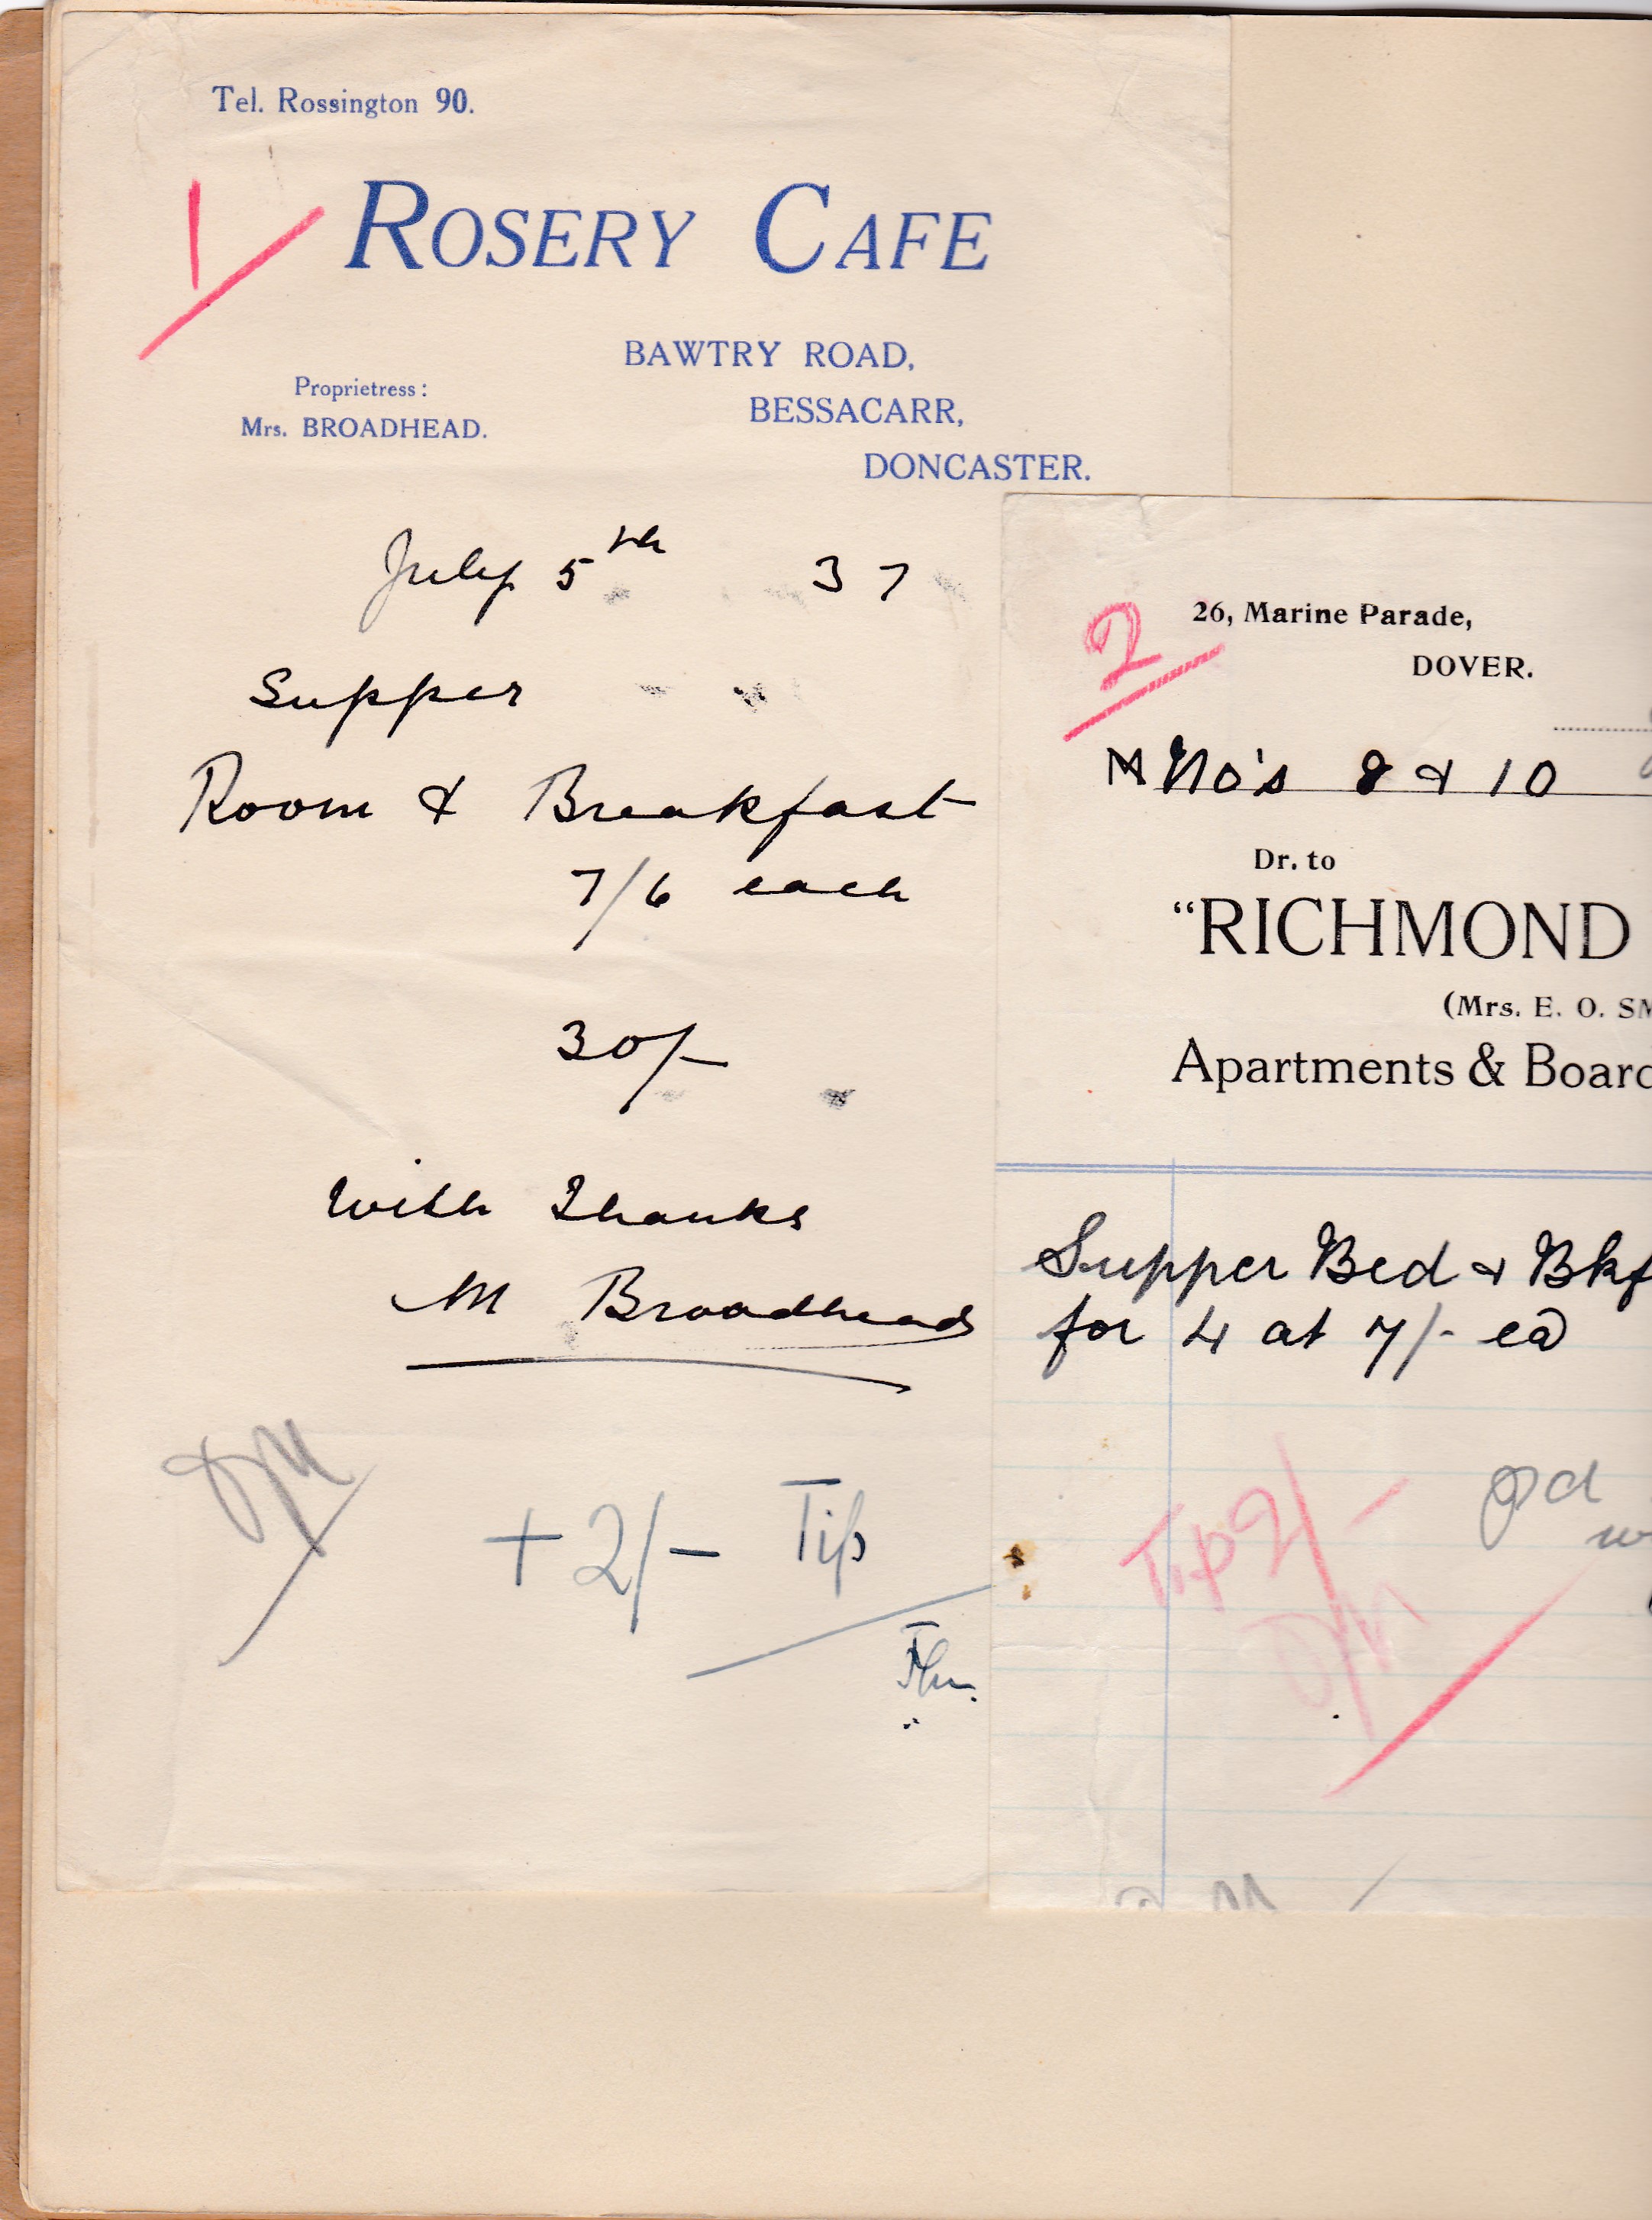 Tel. Rossington 90.
1
ROSERY CAFE
BAWTRY ROAD,
BESSACARR,
DONCASTER.
Proprietress:
Mrs. BROADHEAD.
July 5th 37
Supper
Room & Breakfast
7/6 each
30/-
With Thanks
M Broadhead
+ 2/- Tip
2
26, Marine Parade,
DOVER.
M No's 8 & 10
Dr. to
"RICHMOND
(Mrs. E. O. SM
Apartments & Board
Supper Bed & Bkf
for 4 at 7/- ea
Tip 2/-
pd